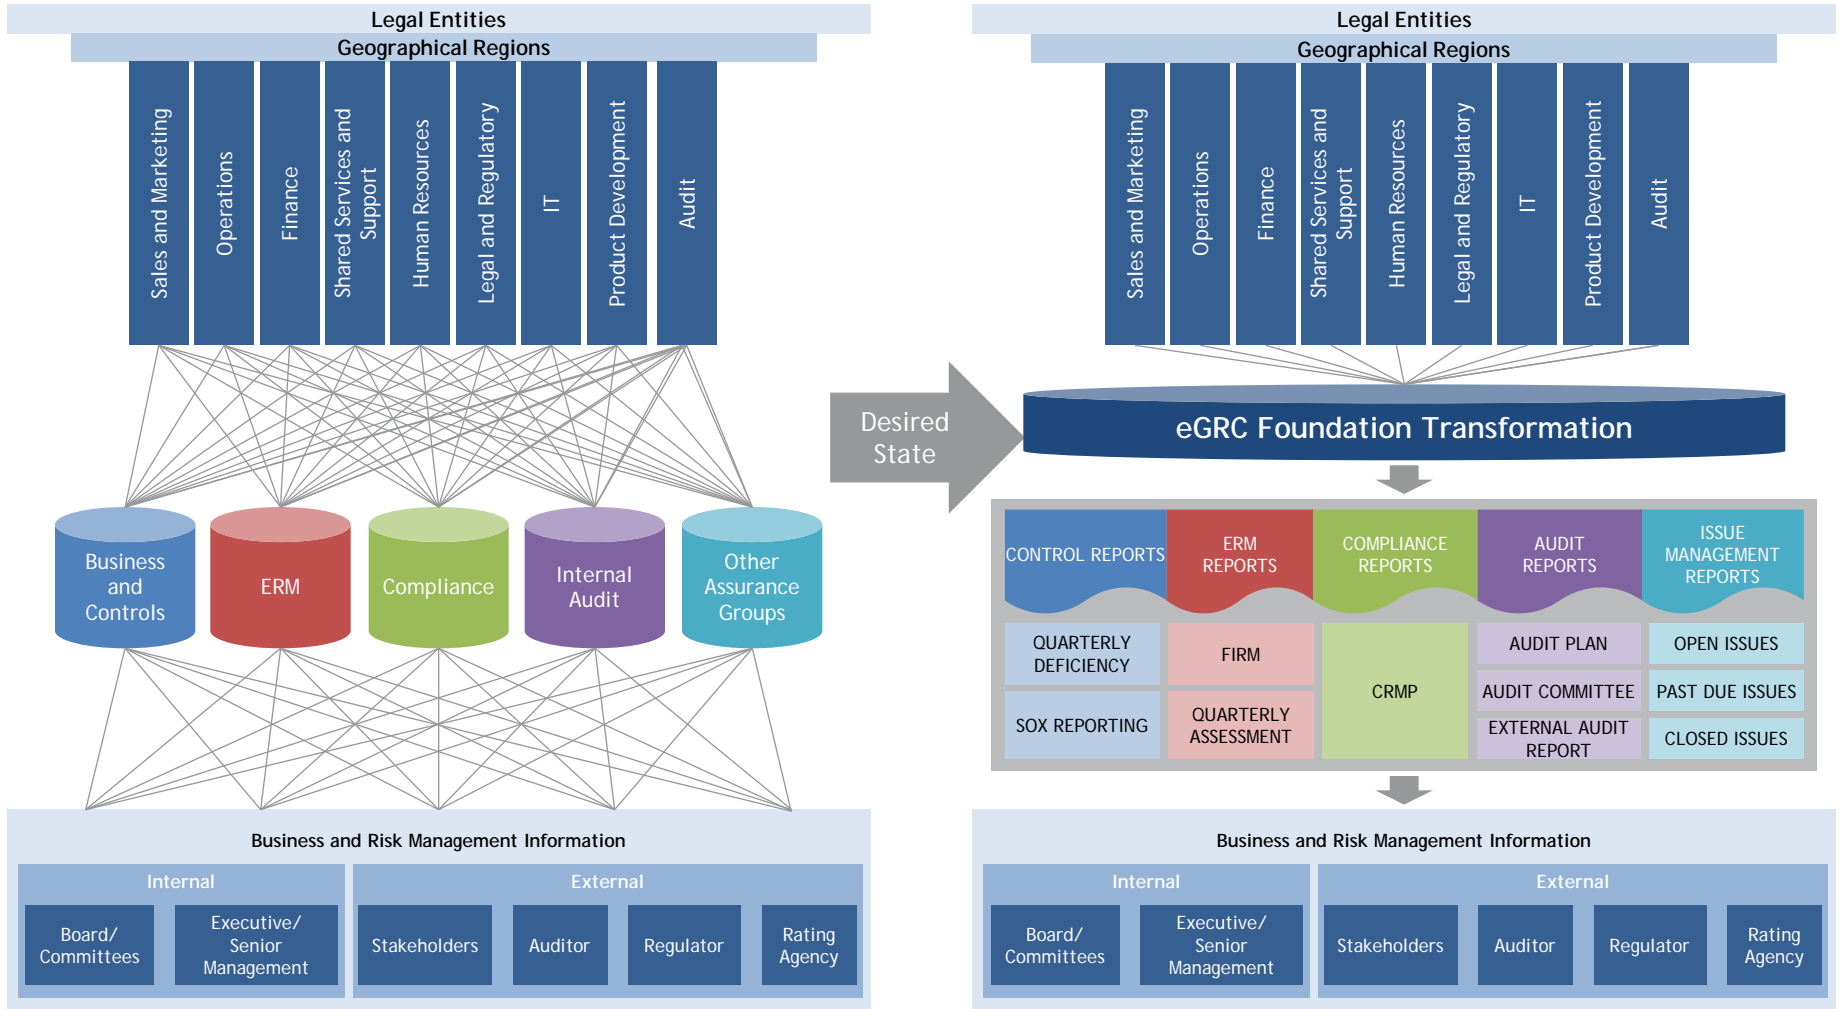 Legal Entities
Geographical Regions
Sales and Marketing
Operations
Finance
Shared Services and
Support
Human Resources
Legal and Regulatory
IT
Product Development
Audit
Business
and
Controls
ERM
Compliance
Internal
Audit
Other
Assurance
Groups
Business and Risk Management Information
Internal
External
Board/
Committees
Executive/
Senior
Management
Stakeholders
Auditor
Regulator
Rating
Agency
Desired
State
Legal Entities
Geographical Regions
Sales and Marketing
Operations
Finance
Shared Services and
Support
Human Resources
Legal and Regulatory
IT
Product Development
Audit
eGRC Foundation Transformation
CONTROL REPORTS
ERM
REPORTS
COMPLIANCE
REPORTS
AUDIT
REPORTS
ISSUE
MANAGEMENT
REPORTS
QUARTERLY
DEFICIENCY
SOX REPORTING
FIRM
QUARTERLY
ASSESSMENT
CRMP
AUDIT PLAN
AUDIT COMMITTEE
EXTERNAL AUDIT
REPORT
OPEN ISSUES
PAST DUE ISSUES
CLOSED ISSUES
Business and Risk Management Information
Internal
External
Board/
Committees
Executive/
Senior
Management
Stakeholders
Auditor
Regulator
Rating
Agency